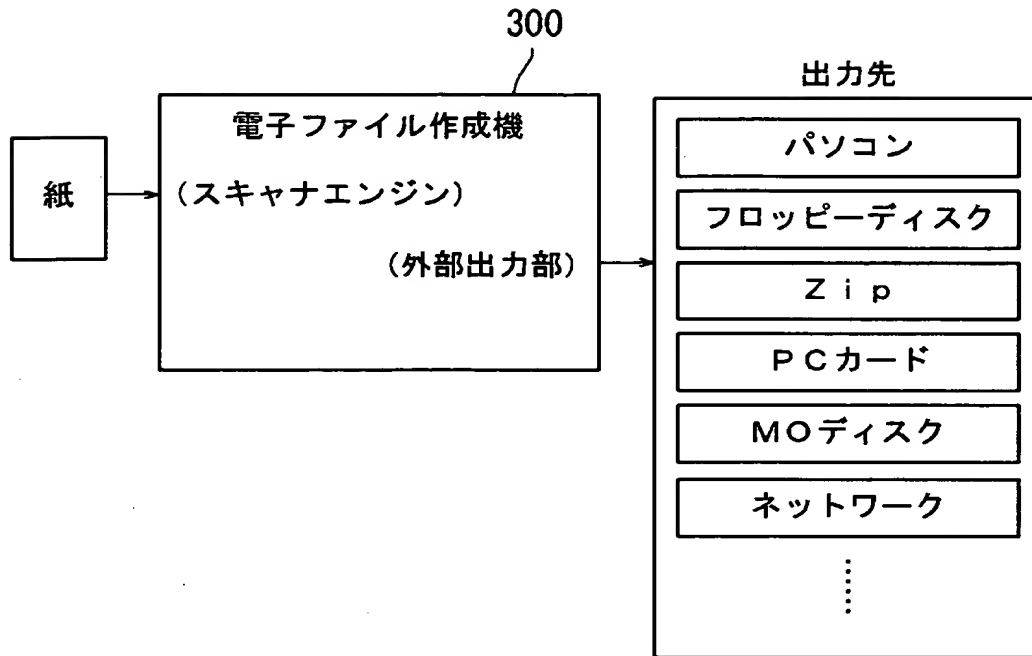 300
電子ファイル作成機
紙
(スキャナエンジン)
(外部出力部)
出力先
パソコン
フロッピーディスク
Zip
PCカード
MOディスク
ネットワーク
……